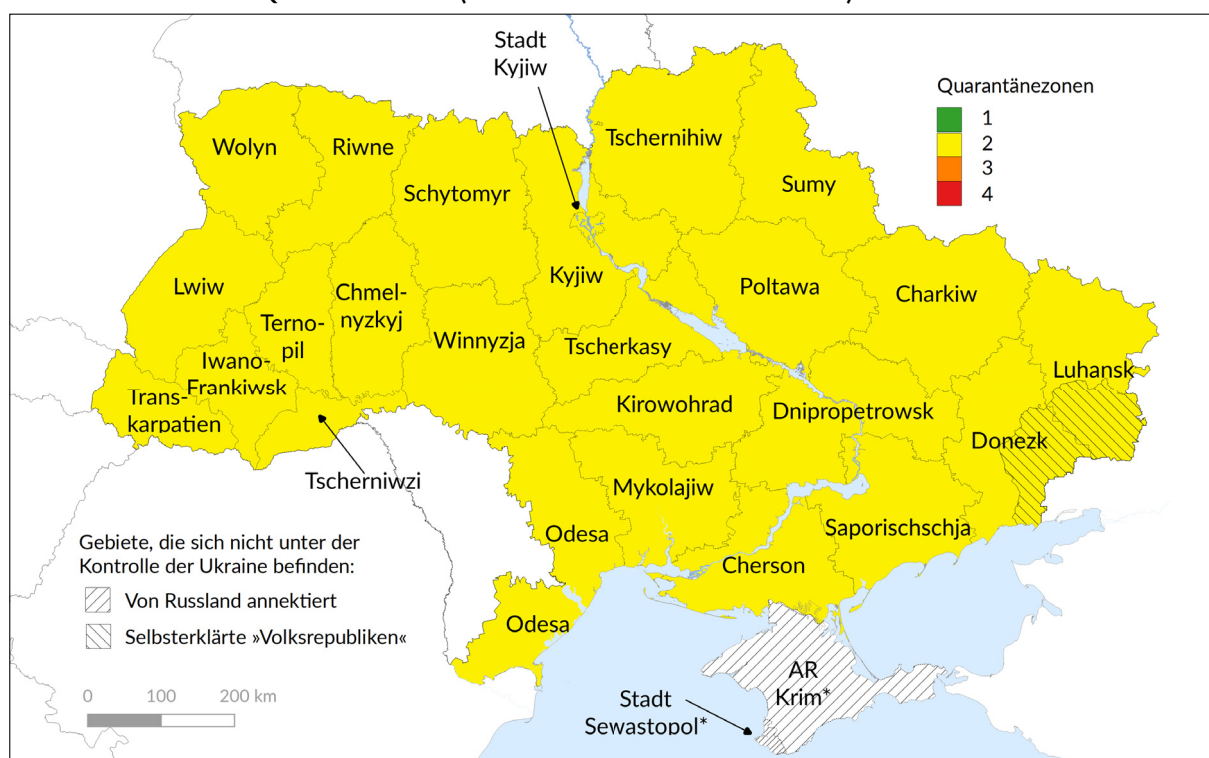 Stadt
Kyjiw
Quarantänezonen
1
2
3
4
Wolyn
Riwne
Tschernihiw
Schytomyr
Sumy
Lwiw
Chmel-
nyzkyj
Kyjiw
Poltawa
Charkiw
Terno-
pil
Winnyzja
Tscherkasy
Iwano-
Frankiwsk
Luhansk
Trans-
karpatien
Kirowohrad
Dnipropetrowsk
Donezk
Tscherniwzi
Mykolajiw
Odesa
Saporischschja
Cherson
Gebiete, die sich nicht unter der
Kontrolle der Ukraine befinden:
Von Russland annektiert
Selbsterklärte »Volksrepubliken«
Odesa
0 100 200 km
AR
Krim*
Stadt
Sewastopol*